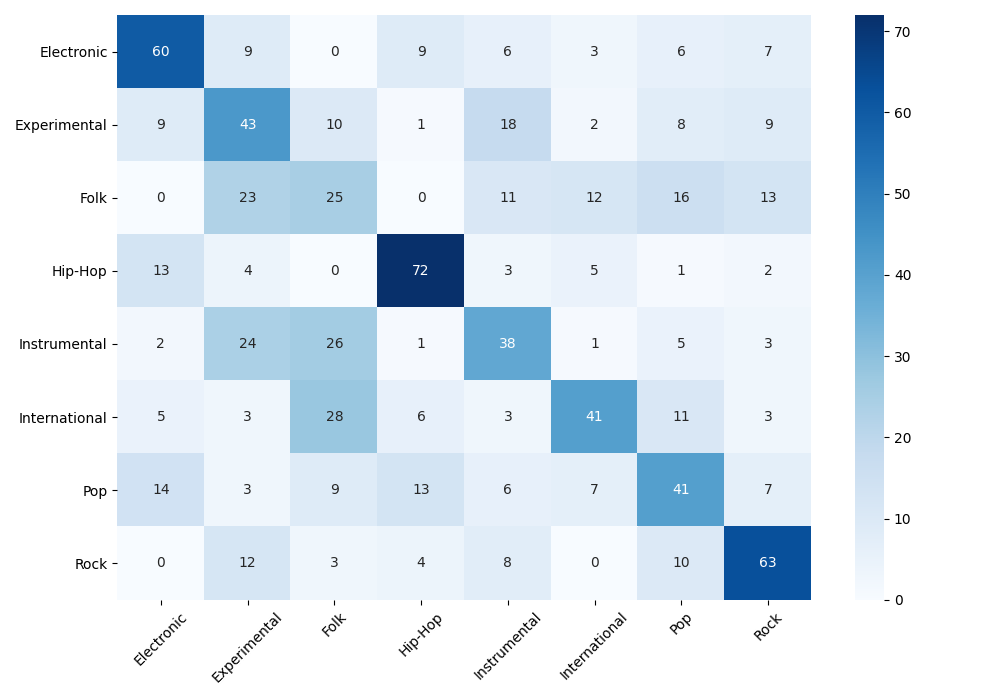 Electronic 60 9 0 9 6 3 6 7
Experimental 9 43 10 1 18 2 8 9
Folk 0 23 25 0 11 12 16 13
Hip-Hop 13 4 0 72 3 5 1 2
Instrumental 2 24 26 1 38 1 5 3
International 5 3 28 6 3 41 11 3
Pop 14 3 9 13 6 7 41 7
Rock 0 12 3 4 8 0 10 63
Electronic Experimental Folk Hip-Hop Instrumental International Pop Rock
70
60
50
40
30
20
10
0